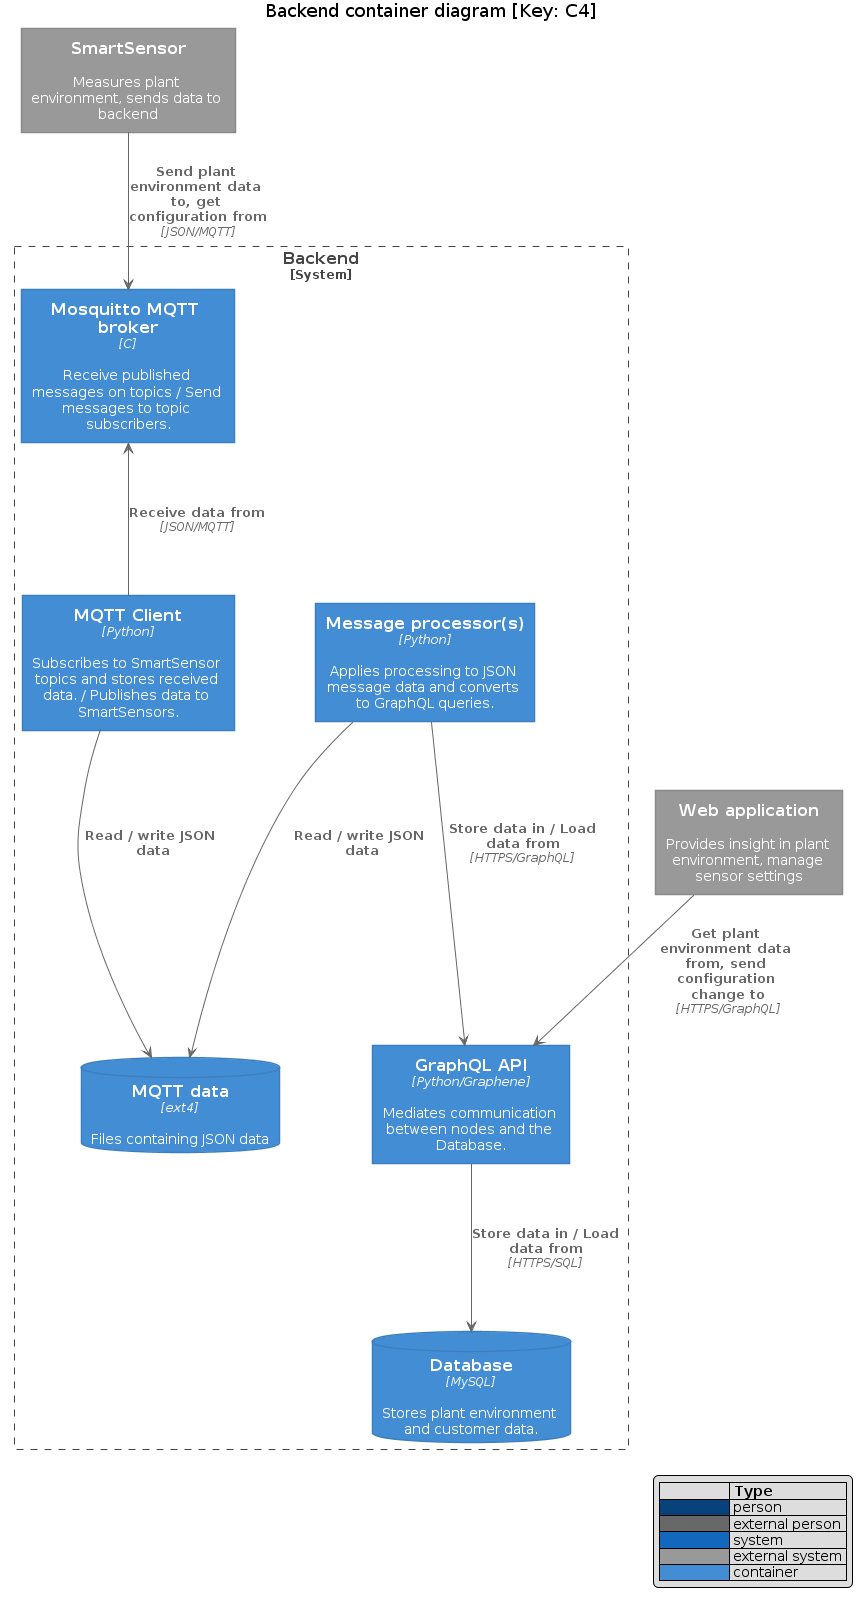 Backend container diagram [Key: C4]
SmartSensor
Measures plant
environment, sends data to
backend
Send plant
environment data
to, get
configuration from
[JSON/MQTT]
Backend
[System]
Mosquitto MQTT
broker
[C]
Receive published
messages on topics / Send
messages to topic
subscribers.
Receive data from
[JSON/MQTT]
MQTT Client
[Python]
Subscribes to SmartSensor
topics and stores received
data. / Publishes data to
SmartSensors.
Message processor(s)
[Python]
Applies processing to JSON
message data and converts
to GraphQL queries.
Web application
Provides insight in plant
environment, manage
sensor settings
Read / write JSON
data
Read / write JSON
data
Store data in / Load
data from
[HTTPS/GraphQL]
Get plant
environment data
from, send
configuration
change to
[HTTPS/GraphQL]
MQTT data
[ext4]
Files containing JSON data
GraphQL API
[Python/Graphene]
Mediates communication
between nodes and the
Database.
Store data in / Load
data from
[HTTPS/SQL]
Database
[MySQL]
Stores plant environment
and customer data.
Type
person
external person
system
external system
container